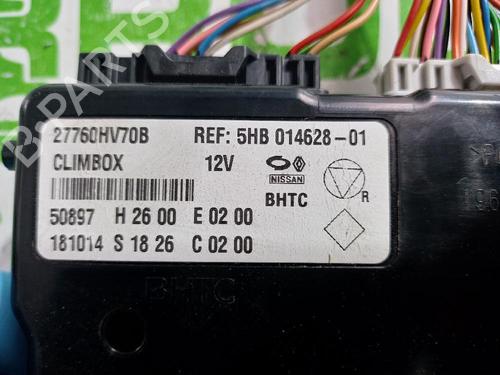 27760HV70B REF: 5HB 014628-01
CLIMBOX 12V
NISSAN
BHTC R
50897 H 26 00 E 02 00
181014 S 18 26 C 02 00
BHTC
B-PARTS